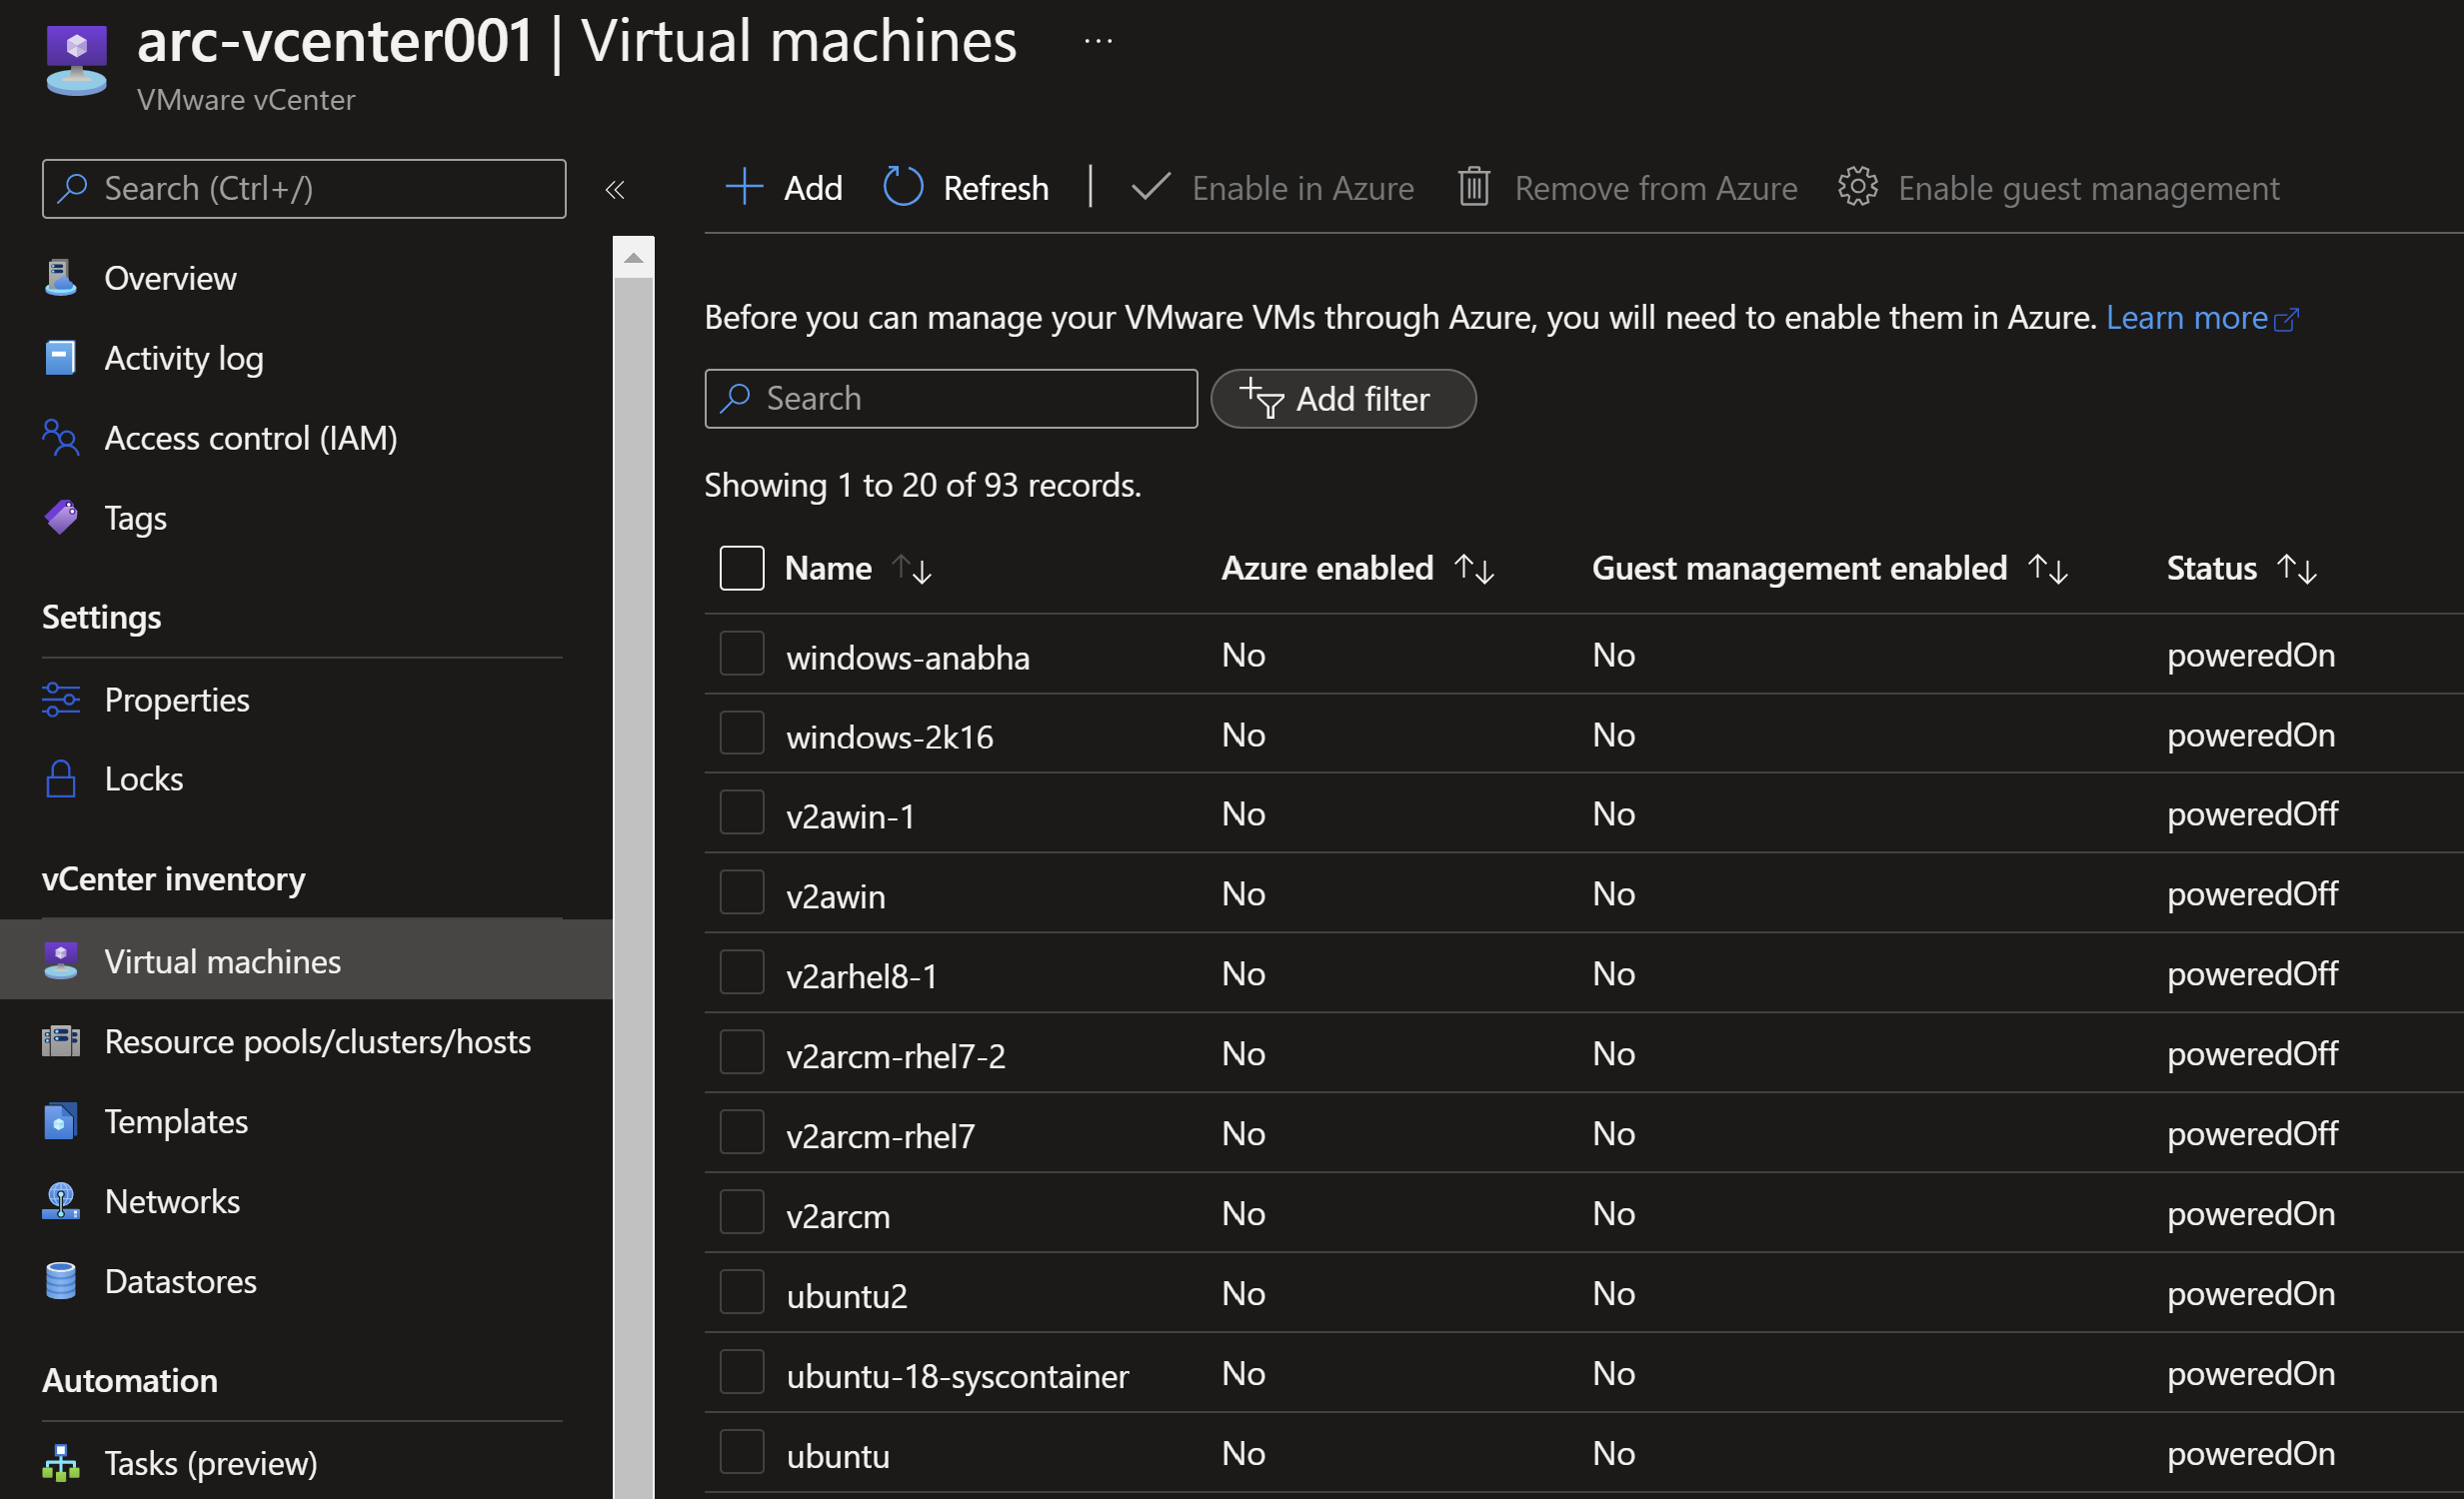 arc-vcenter001 | Virtual machines ...
VMware vCenter
Search (Ctrl+/)
«
Overview
Activity log
Access control (IAM)
Tags
Settings
Properties
Locks
vCenter inventory
Virtual machines
Resource pools/clusters/hosts
Templates
Networks
Datastores
Automation
Tasks (preview)
Add Refresh | Enable in Azure Remove from Azure Enable guest management
Before you can manage your VMware VMs through Azure, you will need to enable them in Azure. Learn more
Search Add filter
Showing 1 to 20 of 93 records.
Name Azure enabled Guest management enabled Status
windows-anabha No No poweredOn
windows-2k16 No No poweredOn
v2awin-1 No No poweredOff
v2awin No No poweredOff
v2arhel8-1 No No poweredOff
v2arcm-rhel7-2 No No poweredOff
v2arcm-rhel7 No No poweredOff
v2arcm No No poweredOn
ubuntu2 No No poweredOn
ubuntu-18-syscontainer No No poweredOn
ubuntu No No poweredOn